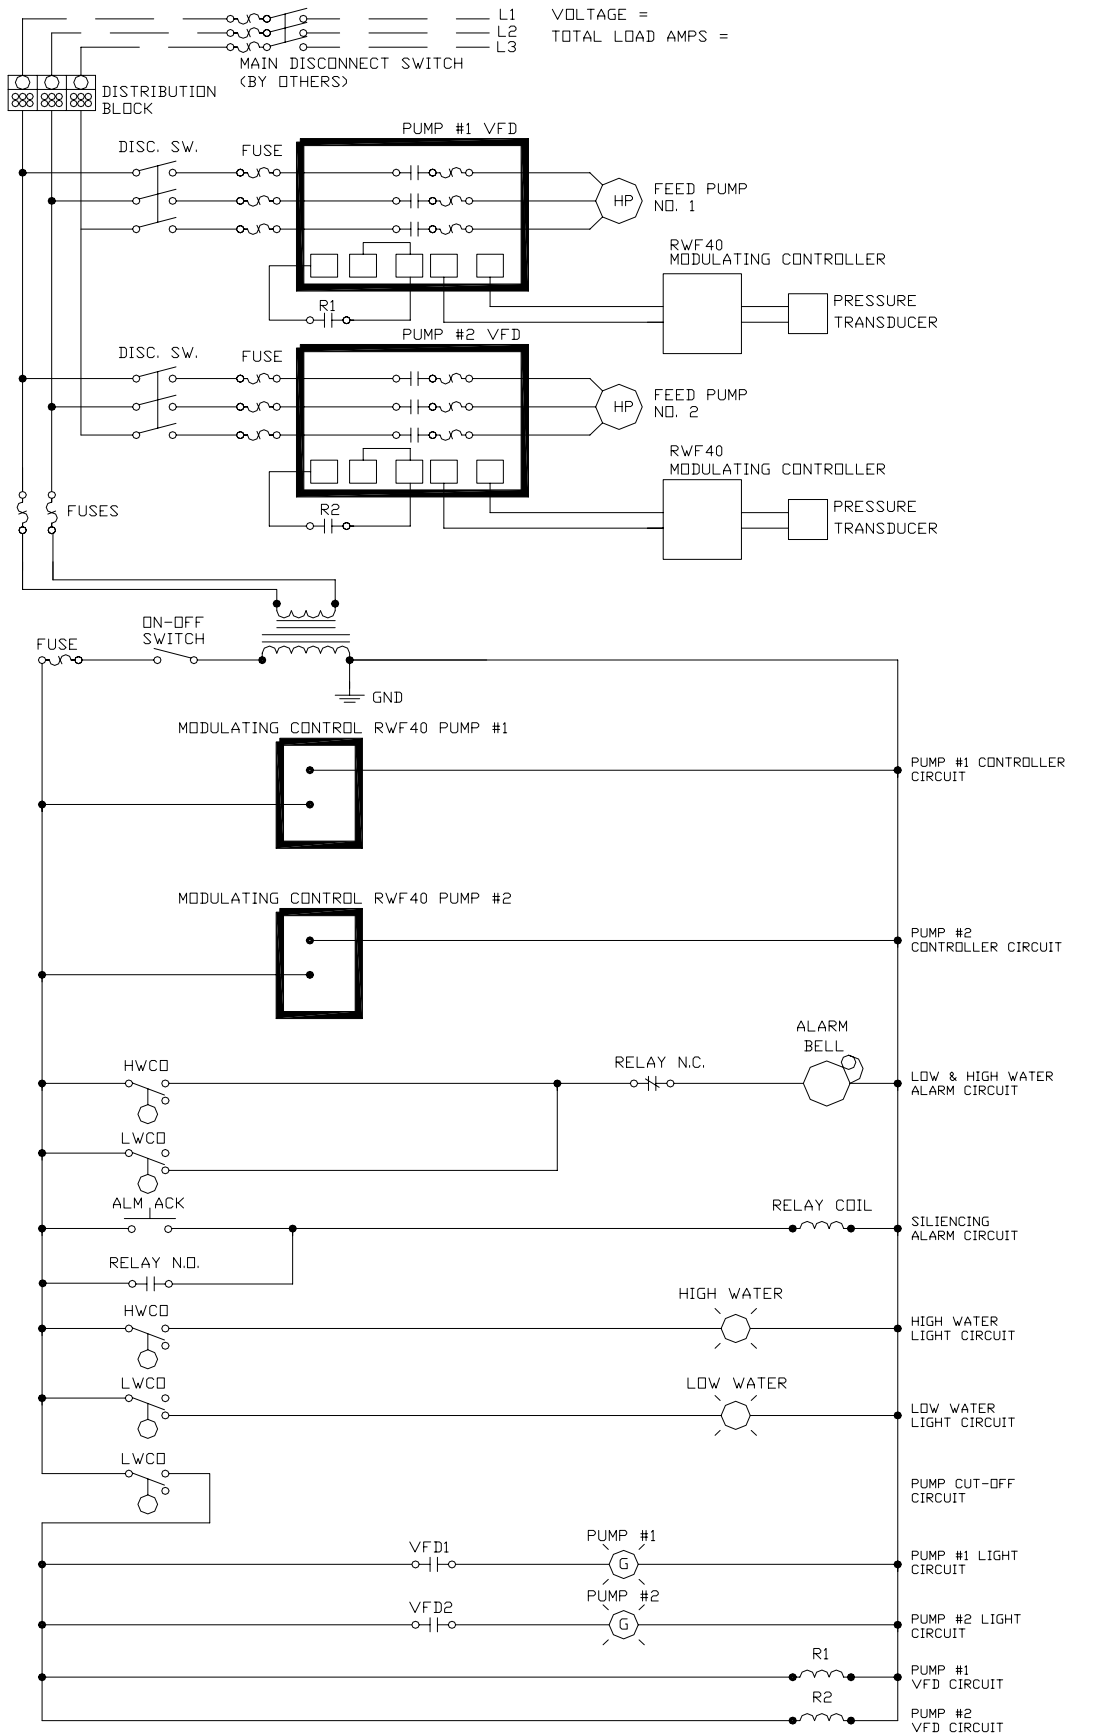 L1
L2
L3
VOLTAGE =
TOTAL LOAD AMPS =
MAIN DISCONNECT SWITCH
(BY OTHERS)
DISTRIBUTION
BLOCK
PUMP #1 VFD
DISC. SW.
FUSE
HP
FEED PUMP
NO. 1
RWF40
MODULATING CONTROLLER
PRESSURE
TRANSDUCER
R1
PUMP #2 VFD
DISC. SW.
FUSE
HP
FEED PUMP
NO. 2
RWF40
MODULATING CONTROLLER
PRESSURE
TRANSDUCER
R2
FUSES
ON-OFF
SWITCH
FUSE
GND
MODULATING CONTROL RWF40 PUMP #1
PUMP #1 CONTROLLER
CIRCUIT
MODULATING CONTROL RWF40 PUMP #2
PUMP #2
CONTROLLER CIRCUIT
ALARM
BELL
HWCO
RELAY N.C.
LOW & HIGH WATER
ALARM CIRCUIT
LWCO
ALM ACK
RELAY COIL
SILIENCING
ALARM CIRCUIT
RELAY N.O.
HWCO
HIGH WATER
HIGH WATER
LIGHT CIRCUIT
LWCO
LOW WATER
LOW WATER
LIGHT CIRCUIT
LWCO
PUMP CUT-OFF
CIRCUIT
VFD1
PUMP #1
G
PUMP #1 LIGHT
CIRCUIT
VFD2
PUMP #2
G
PUMP #2 LIGHT
CIRCUIT
R1
PUMP #1
VFD CIRCUIT
R2
PUMP #2
VFD CIRCUIT